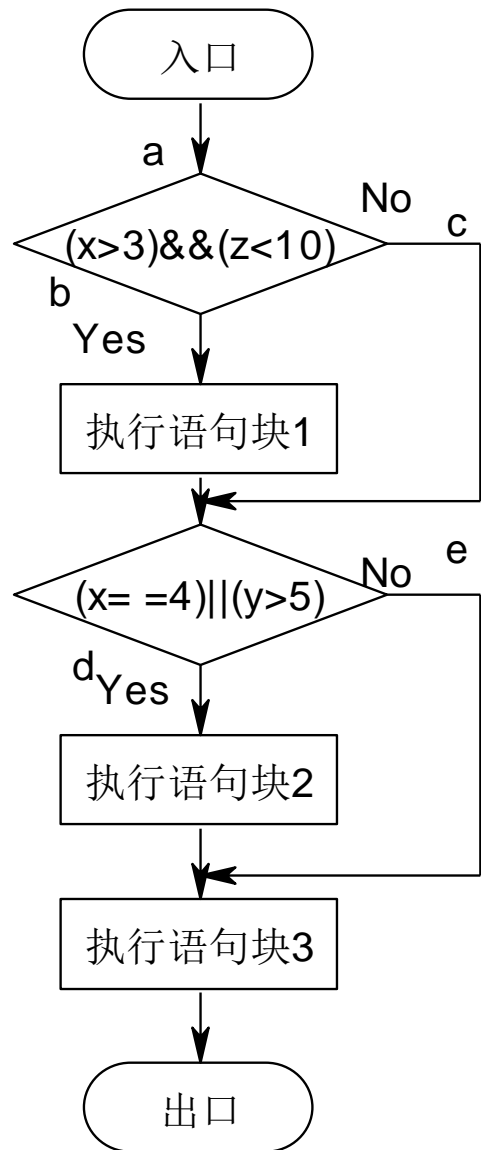 入口
a
No
c
(x>3)&&(z<10)
b
Yes
执行语句块1
e
No
(x= =4)||(y>5)
d
Yes
执行语句块2
执行语句块3
出口